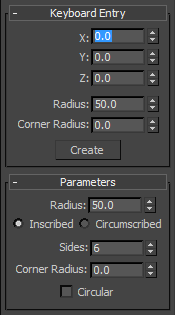 - Keyboard Entry
X: 0.0
Y: 0.0
Z: 0.0
Radius: 50.0
Corner Radius: 0.0
Create
- Parameters
Radius: 50.0
Inscribed Circumscribed
Sides: 6
Corner Radius: 0.0
Circular